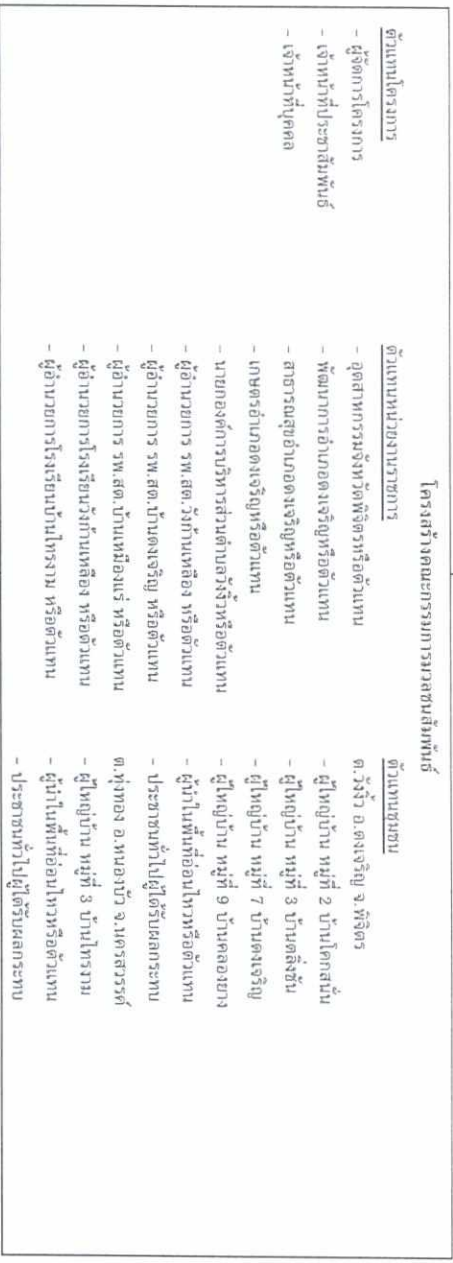 โครงสร้างคณะกรรมการมวลชนสัมพันธ์
ตัวแทนโครงการ
- ผู้จัดการโครงการ
- เจ้าหน้าที่ประชาสัมพันธ์
- เจ้าหน้าที่บุคคล
ตัวแทนหน่วยงานราชการ
- อุตสาหกรรมจังหวัดพิจิตรหรือตัวแทน
- พัฒนาการอำเภอดงเจริญหรือตัวแทน
- สาธารณสุขอำเภอดงเจริญหรือตัวแทน
- เกษตรอำเภอดงเจริญหรือตัวแทน
- นายกองค์การบริหารส่วนตำบลวังงิ้วหรือตัวแทน
- ผู้อำนวยการ รพ.สต.วังก้านเหลือง หรือตัวแทน
- ผู้อำนวยการ รพ.สต.บ้านดงเจริญ หรือตัวแทน
- ผู้อำนวยการ รพ.สต.บ้านเหมืองแร่ หรือตัวแทน
- ผู้อำนวยการโรงเรียนวังก้านเหลือง หรือตัวแทน
- ผู้อำนวยการโรงเรียนบ้านไทรงาม หรือตัวแทน
ตัวแทนชุมชน
ต.วังงิ้ว อ.ดงเจริญ จ.พิจิตร
- ผู้ใหญ่บ้าน หมู่ที่ 2 บ้านโคกสนั่น
- ผู้ใหญ่บ้าน หมู่ที่ 3 บ้านตลิ่งชัน
- ผู้ใหญ่บ้าน หมู่ที่ 7 บ้านดงเจริญ
- ผู้ใหญ่บ้าน หมู่ที่ 9 บ้านคลองยาง
- ผู้นำในพื้นที่อ่อนไหวหรือตัวแทน
- ประชาชนทั่วไปผู้ได้รับผลกระทบ
ต.ทุ่งทอง อ.หนองบัว จ.นครสวรรค์
- ผู้ใหญ่บ้าน หมู่ที่ 3 บ้านไทรงาม
- ผู้นำในพื้นที่อ่อนไหวหรือตัวแทน
- ประชาชนทั่วไปผู้ได้รับผลกระทบ